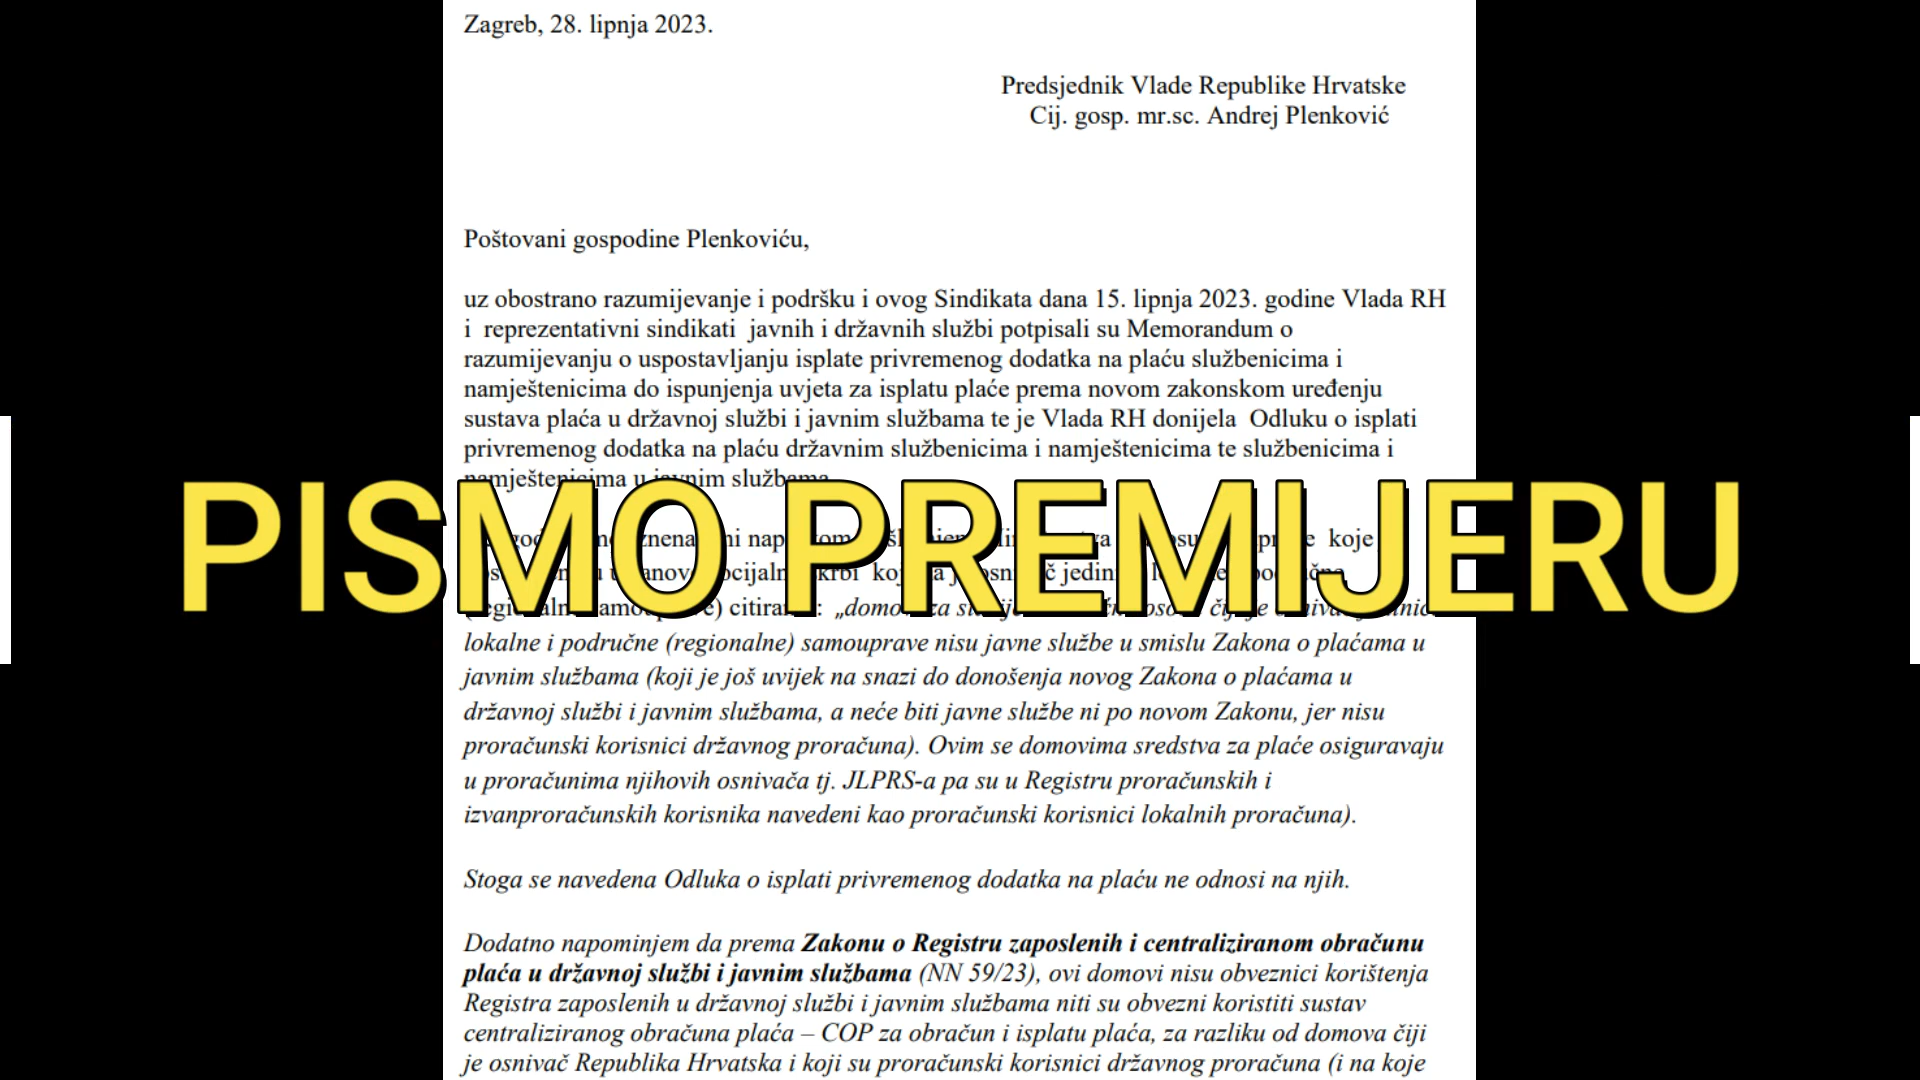 Zagreb, 28. lipnja 2023.
Predsjednik Vlade Republike Hrvatske
Cij. gosp. mr.sc. Andrej Plenković
Poštovani gospodine Plenkoviću,
uz obostrano razumijevanje i podršku i ovog Sindikata dana 15. lipnja 2023. godine Vlada RH
i reprezentativni sindikati javnih i državnih službi potpisali su Memorandum o
razumijevanju o uspostavljanju isplate privremenog dodatka na plaću službenicima i
namještenicima do ispunjenja uvjeta za isplatu plaće prema novom zakonskom uređenju
sustava plaća u državnoj službi i javnim službama te je Vlada RH donijela Odluku o isplati
privremenog dodatka na plaću državnim službenicima i namještenicima te službenicima i
namještenicima u javnim službama
PISMO PREMIJERU
koje
citiramo:
lokalne i područne (regionalne) samouprave nisu javne službe u smislu Zakona o plaćama u
javnim službama (koji je još uvijek na snazi do donošenja novog Zakona o plaćama u
državnoj službi i javnim službama, a neće biti javne službe ni po novom Zakonu, jer nisu
proračunski korisnici državnog proračuna). Ovim se domovima sredstva za plaće osiguravaju
u proračunima njihovih osnivača tj. JLPRS-a pa su u Registru proračunskih i
izvanproračunskih korisnika navedeni kao proračunski korisnici lokalnih proračuna).
Stoga se navedena Odluka o isplati privremenog dodatka na plaću ne odnosi na njih.
Dodatno napominjem da prema Zakonu o Registru zaposlenih i centraliziranom obračunu
plaća u državnoj službi i javnim službama (NN 59/23), ovi domovi nisu obveznici korištenja
Registra zaposlenih u državnoj službi i javnim službama niti su obvezni koristiti sustav
centraliziranog obračuna plaća – COP za obračun i isplatu plaća, za razliku od domova čiji
je osnivač Republika Hrvatska i koji su proračunski korisnici državnog proračuna (i na koje